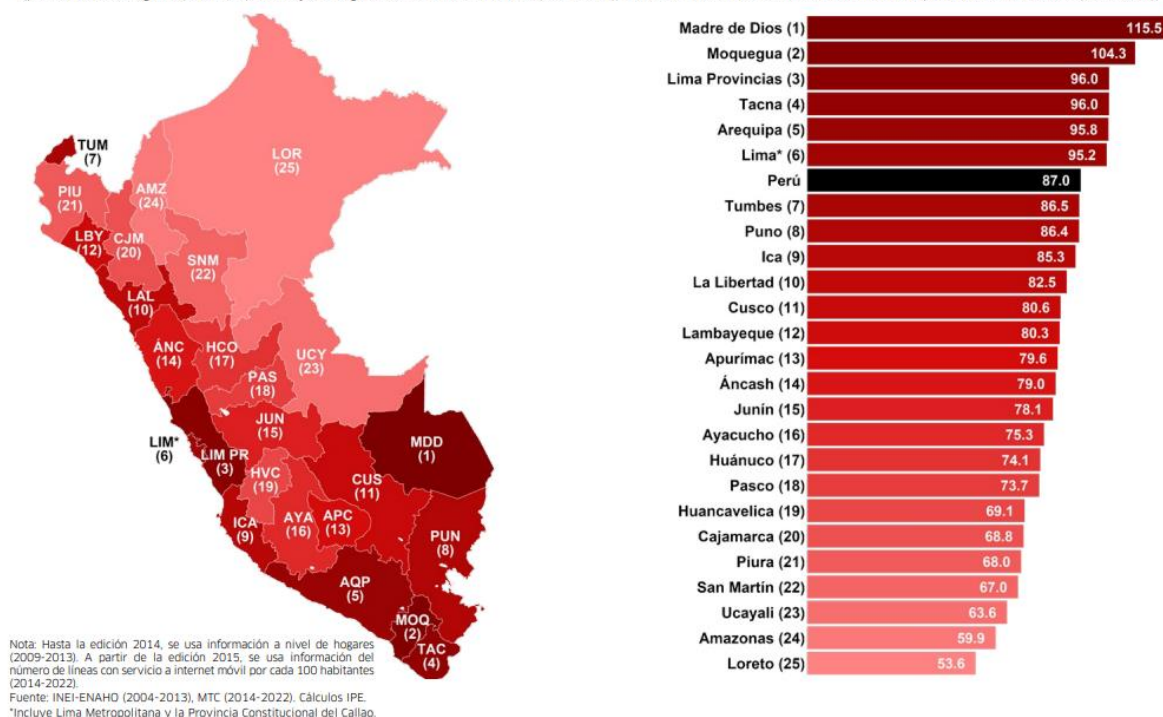 TUM
(7)
LOR
(25)
PIU
(21)
AMZ
(24)
LBY
(12)
CJM
(20)
SNM
(22)
LAL
(10)
ÁNC
(14)
HCO
(17)
UCY
(23)
PAS
(18)
JUN
(15)
LIM*
(6)
LIM PR
(3)
MDD
(1)
HVC
(19)
CUS
(11)
ICA
(9)
AYA
(16)
APC
(13)
PUN
(8)
AQP
(5)
MOQ
(2)
TAC
(4)
Nota: Hasta la edición 2014, se usa información a nivel de hogares
(2009-2013). A partir de la edición 2015, se usa información del
número de líneas con servicio a internet móvil por cada 100 habitantes
(2014-2022).
Fuente: INEI-ENAHO (2004-2013), MTC (2014-2022). Cálculos IPE.
*Incluye Lima Metropolitana y la Provincia Constitucional del Callao.
Madre de Dios (1) 115.5
Moquegua (2) 104.3
Lima Provincias (3) 96.0
Tacna (4) 96.0
Arequipa (5) 95.8
Lima* (6) 95.2
Perú 87.0
Tumbes (7) 86.5
Puno (8) 86.4
Ica (9) 85.3
La Libertad (10) 82.5
Cusco (11) 80.6
Lambayeque (12) 80.3
Apurímac (13) 79.6
Áncash (14) 79.0
Junín (15) 78.1
Ayacucho (16) 75.3
Huánuco (17) 74.1
Pasco (18) 73.7
Huancavelica (19) 69.1
Cajamarca (20) 68.8
Piura (21) 68.0
San Martín (22) 67.0
Ucayali (23) 63.6
Amazonas (24) 59.9
Loreto (25) 53.6